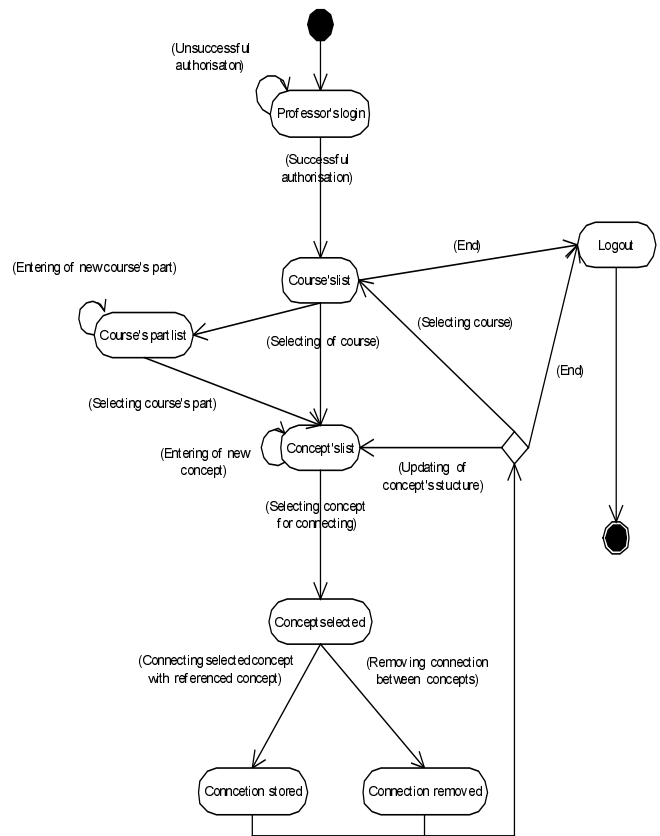 (Unsuccessful
authorisaton)
Professor's login
(Successful
authorisation)
(End)
Logout
(Entering of new course's part)
Course's list
(Selecting course)
Course's part list
(Selecting of course)
(End)
(Selecting course's part)
(Entering of new
concept)
Concept's list
(Updating of
concept's stucture)
(Selecting concept
for connecting)
Concept selected
(Connecting selected concept
with referenced concept)
(Removing connection
between concepts)
Conncetion stored
Connection removed